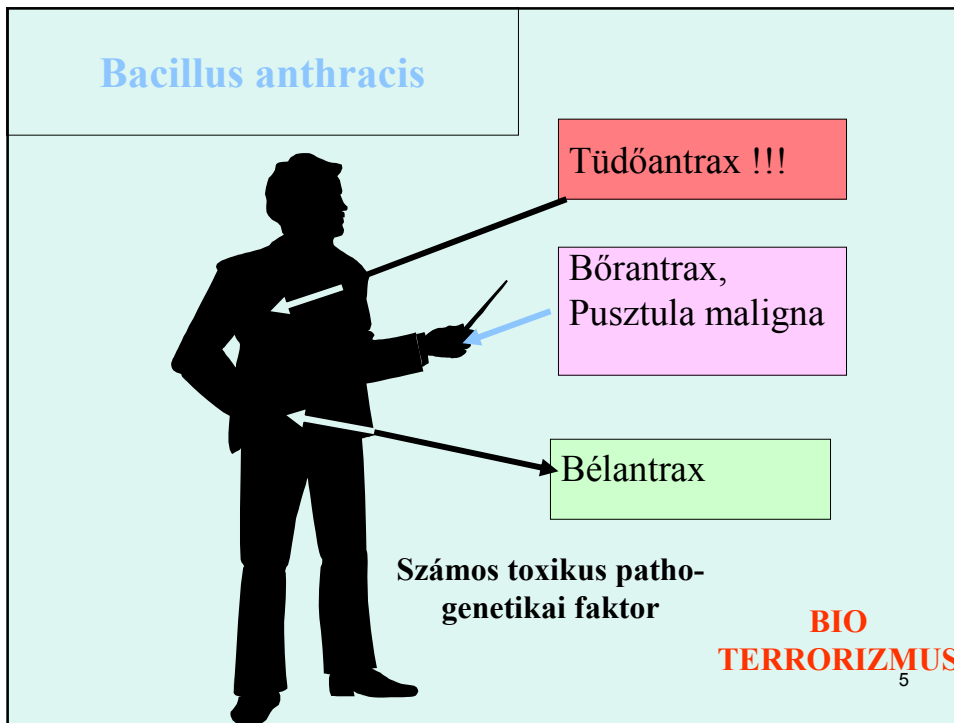 Bacillus anthracis
Tüdőantrax !!!
Bőrantrax,
Pusztula maligna
Bélantrax
Számos toxikus patho-
genetikai faktor
BIO
TERRORIZMUS
5